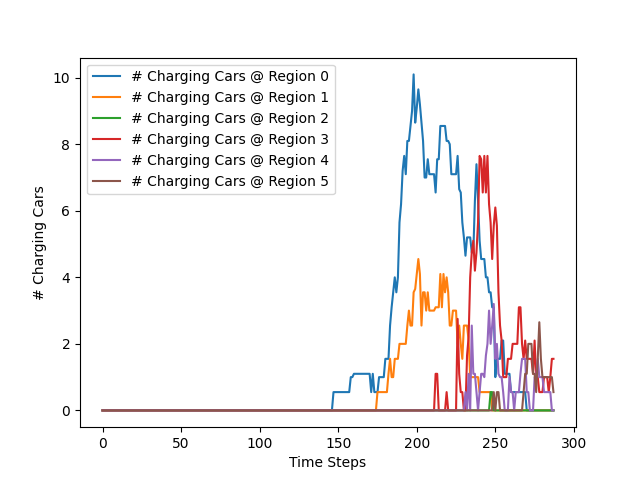 # Charging Cars @ Region 0
# Charging Cars @ Region 1
# Charging Cars @ Region 2
# Charging Cars @ Region 3
# Charging Cars @ Region 4
# Charging Cars @ Region 5
# Charging Cars
10
8
6
4
2
0
0 50 100 150 200 250 300
Time Steps